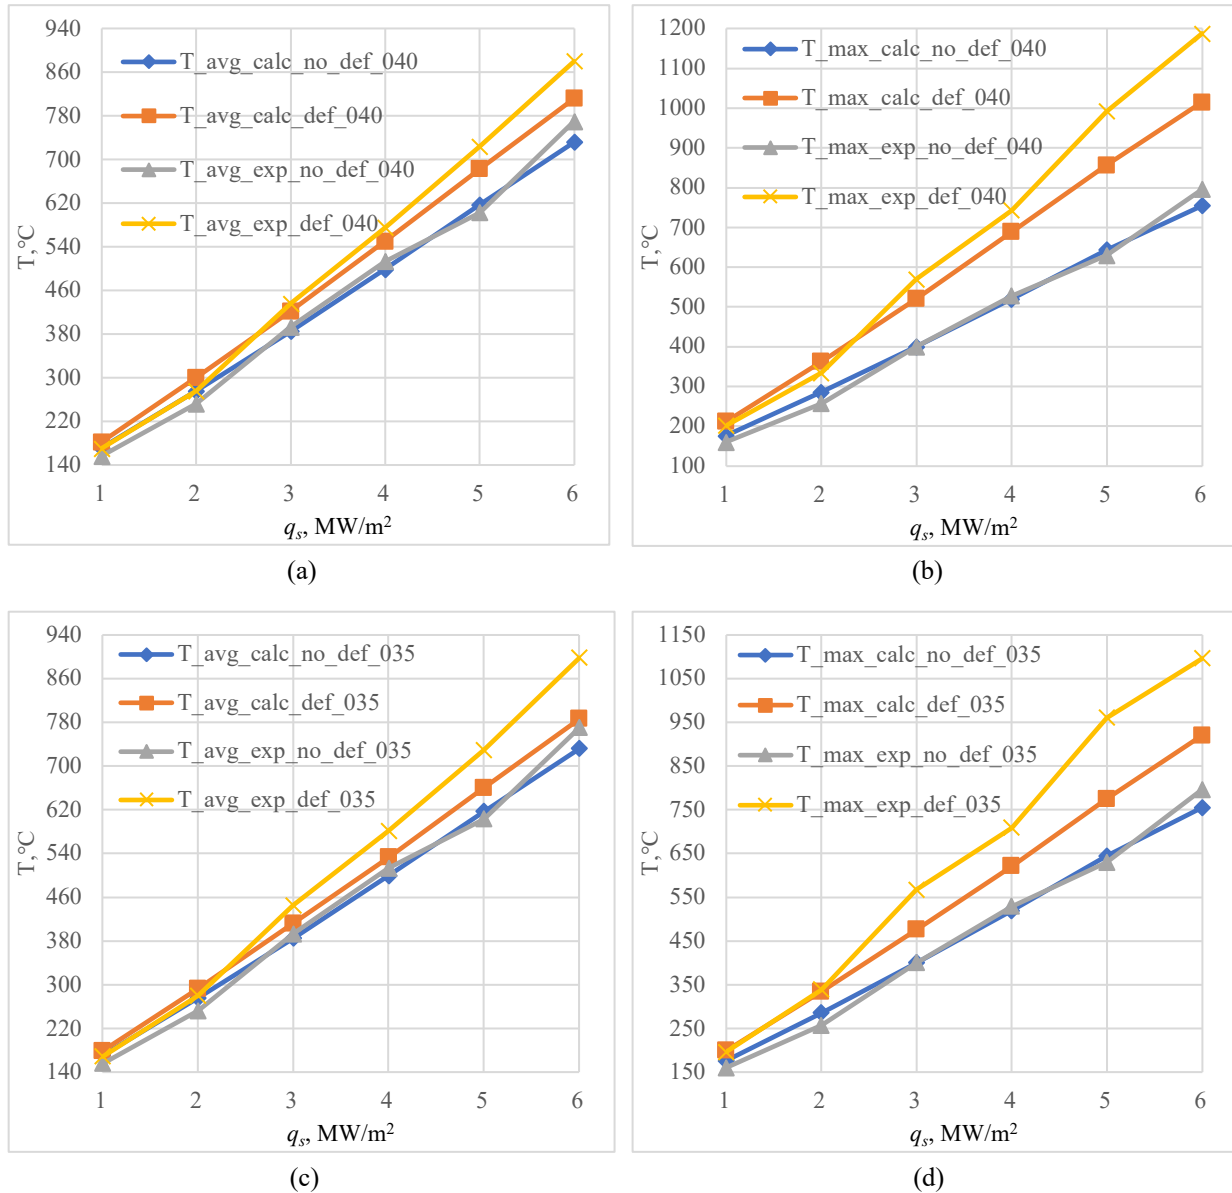 940
860
780
700
620
540
460
380
300
220
140
T,°C
T_avg_calc_no_def_040
T_avg_calc_def_040
T_avg_exp_no_def_040
T_avg_exp_def_040
1 2 3 4 5 6
qs, MW/m²
(a)
1200
1100
1000
900
800
700
600
500
400
300
200
100
T,°C
T_max_calc_no_def_040
T_max_calc_def_040
T_max_exp_no_def_040
T_max_exp_def_040
1 2 3 4 5 6
qs, MW/m²
(b)
940
860
780
700
620
540
460
380
300
220
140
T,°C
T_avg_calc_no_def_035
T_avg_calc_def_035
T_avg_exp_no_def_035
T_avg_exp_def_035
1 2 3 4 5 6
qs, MW/m²
(c)
1150
1050
950
850
750
650
550
450
350
250
150
T,°C
T_max_calc_no_def_035
T_max_calc_def_035
T_max_exp_no_def_035
T_max_exp_def_035
1 2 3 4 5 6
qs, MW/m²
(d)